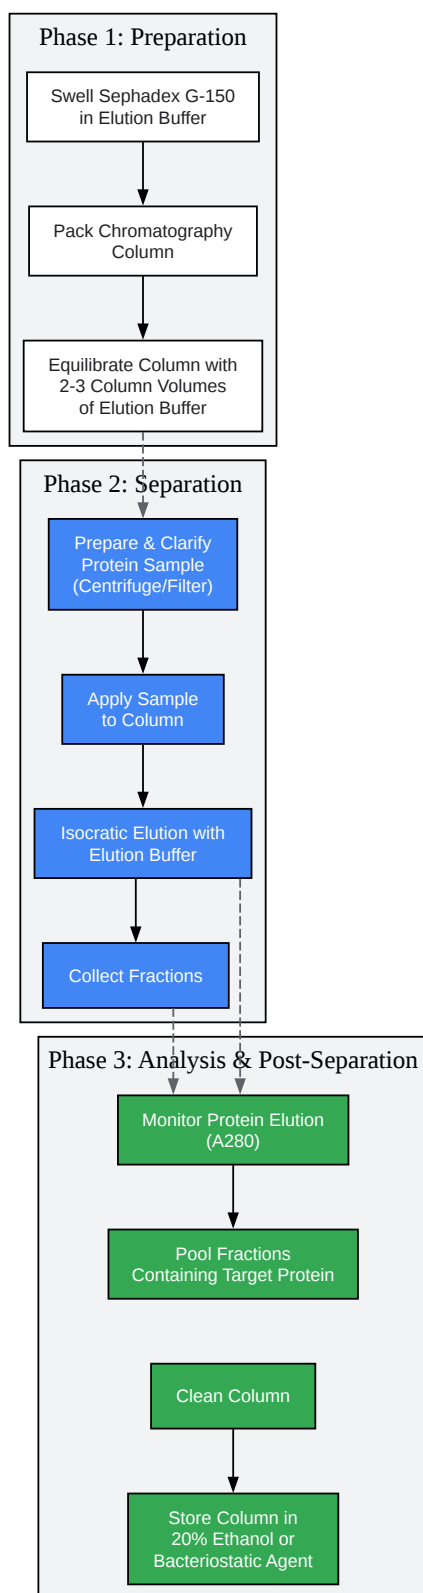 Phase 1: Preparation
Swell Sephadex G-150
in Elution Buffer
Pack Chromatography
Column
Equilibrate Column with
2-3 Column Volumes
of Elution Buffer
Phase 2: Separation
Prepare & Clarify
Protein Sample
(Centrifuge/Filter)
Apply Sample
to Column
Isocratic Elution with
Elution Buffer
Collect Fractions
Phase 3: Analysis & Post-Separation
Monitor Protein Elution
(A280)
Pool Fractions
Containing Target Protein
Clean Column
Store Column in
20% Ethanol or
Bacteriostatic Agent